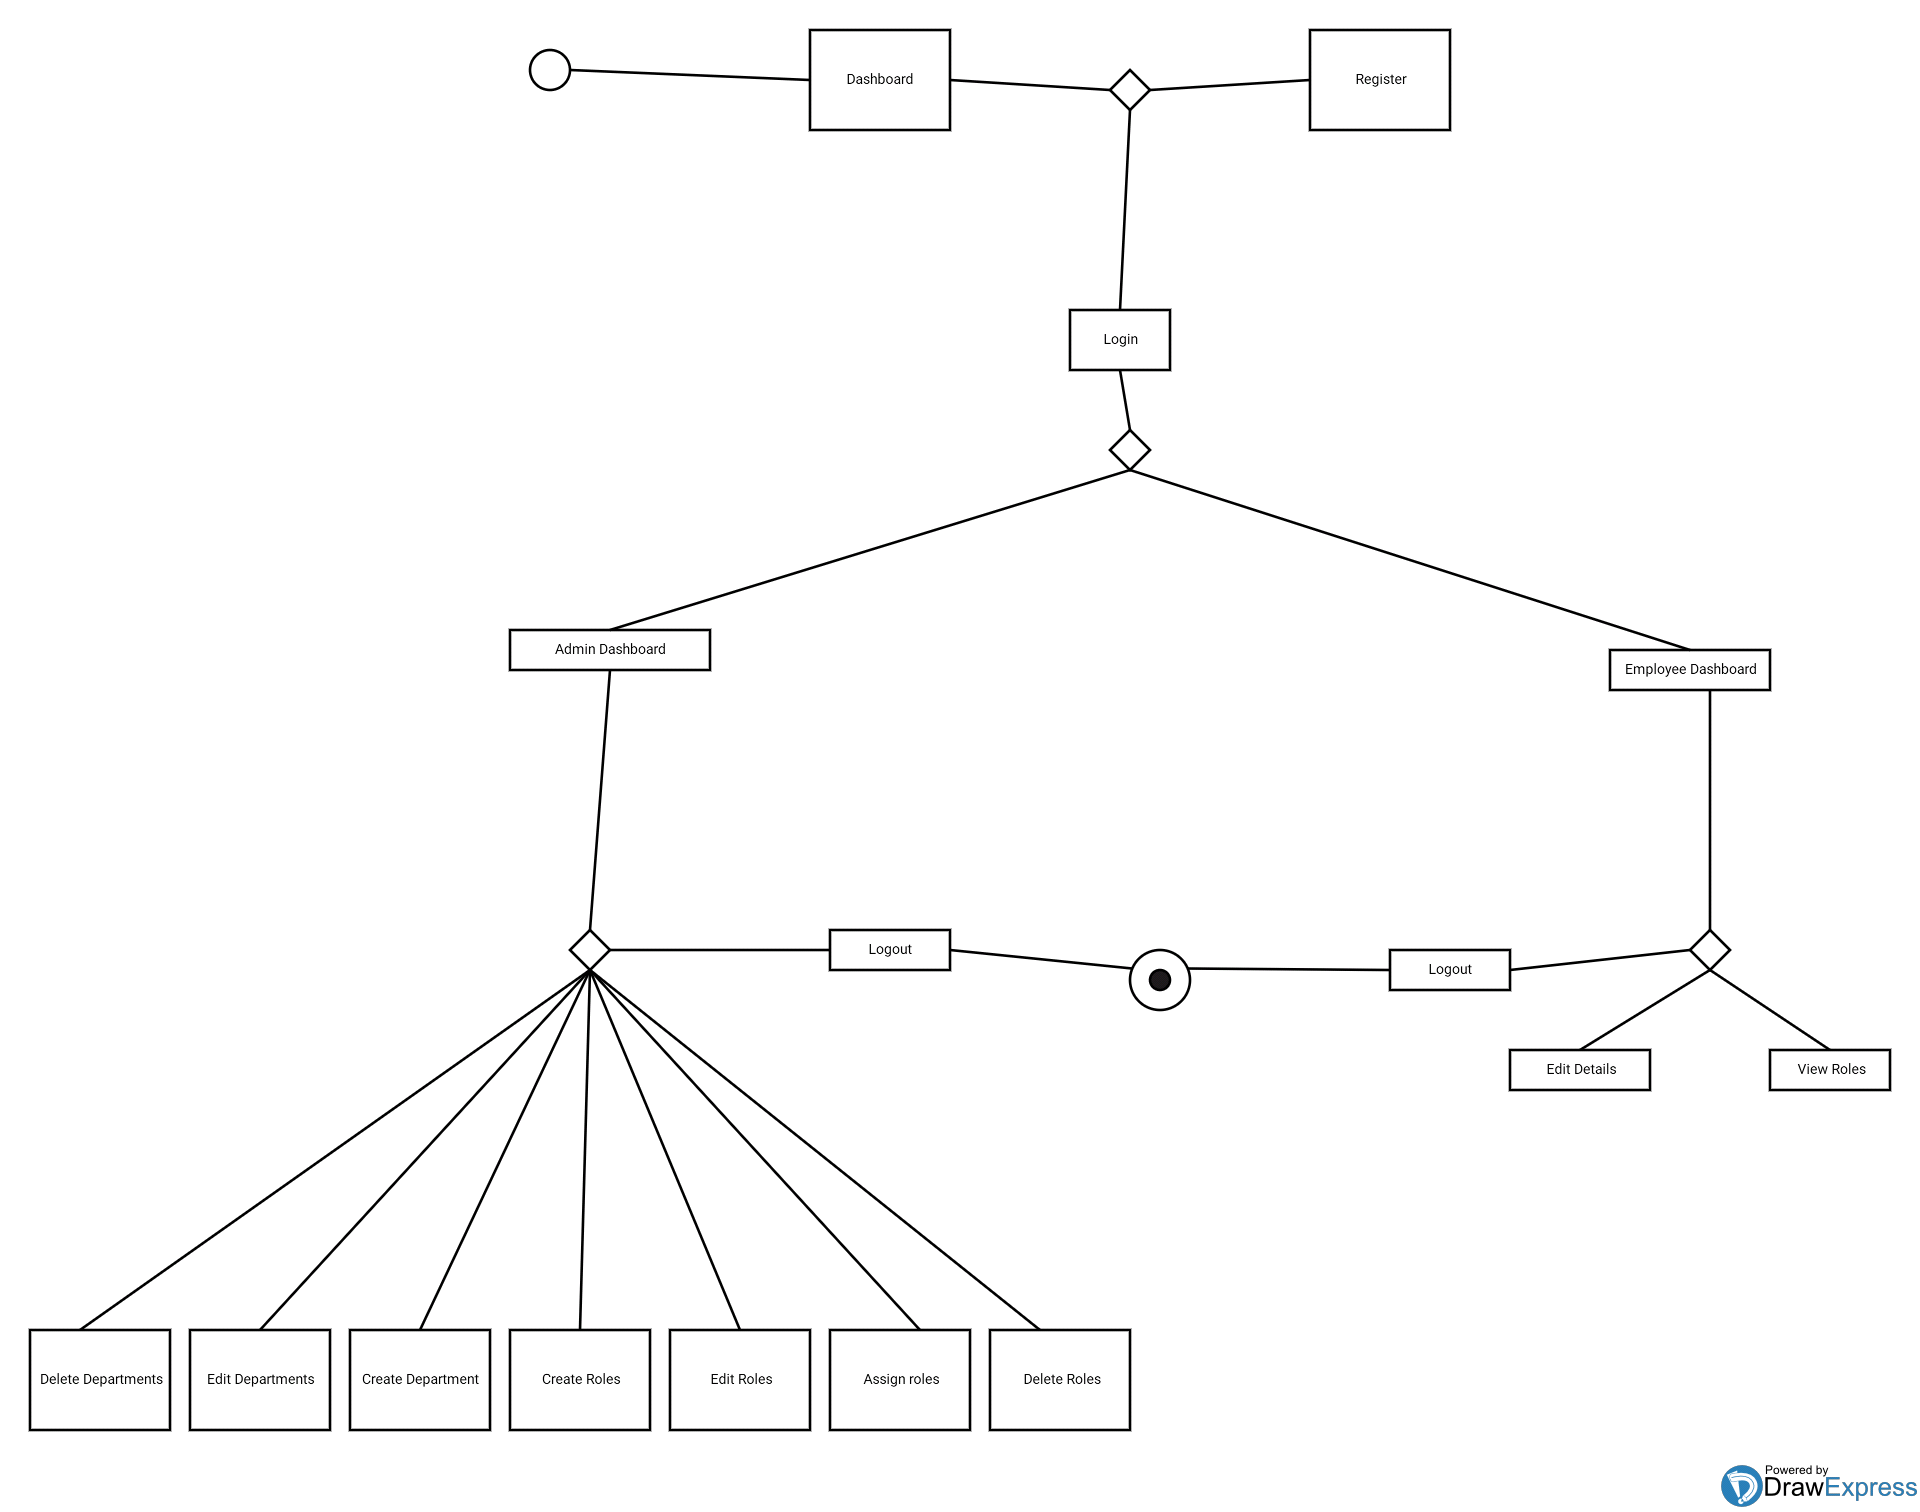 Dashboard
Register
Login
Admin Dashboard
Employee Dashboard
Logout
Logout
Edit Details
View Roles
Delete Departments
Edit Departments
Create Department
Create Roles
Edit Roles
Assign roles
Delete Roles
Powered by
DrawExpress